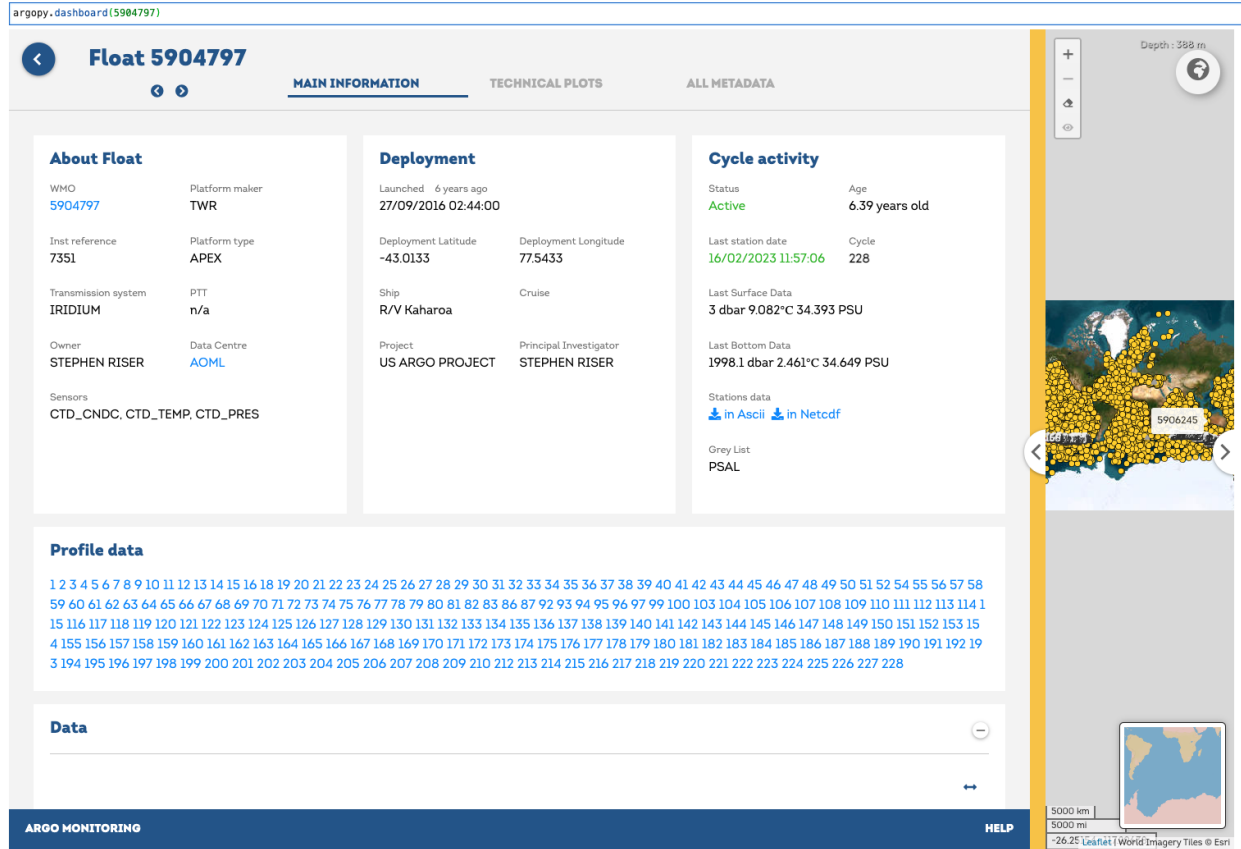 argopy.dashboard(5904797)
Float 5904797
MAIN INFORMATION
TECHNICAL PLOTS
ALL METADATA
About Float
WMO
5904797
Platform maker
TWR
Inst reference
7351
Platform type
APEX
Transmission system
IRIDIUM
PTT
n/a
Owner
STEPHEN RISER
Data Centre
AOML
Sensors
CTD_CNDC, CTD_TEMP, CTD_PRES
Deployment
Launched 6 years ago
27/09/2016 02:44:00
Deployment Latitude
-43.0133
Deployment Longitude
77.5433
Ship
R/V Kaharoa
Cruise
Project
US ARGO PROJECT
Principal Investigator
STEPHEN RISER
Cycle activity
Status
Active
Age
6.39 years old
Last station date
16/02/2023 11:57:06
Cycle
228
Last Surface Data
3 dbar 9.082°C 34.393 PSU
Last Bottom Data
1998.1 dbar 2.461°C 34.649 PSU
Stations data
in Ascii in Netcdf
Grey List
PSAL
Profile data
1 2 3 4 5 6 7 8 9 10 11 12 13 14 15 16 18 19 20 21 22 23 24 25 26 27 28 29 30 31 32 33 34 35 36 37 38 39 40 41 42 43 44 45 46 47 48 49 50 51 52 54 55 56 57 58
59 60 61 62 63 64 65 66 67 68 69 70 71 72 73 74 75 76 77 78 79 80 81 82 83 86 87 92 93 94 95 96 97 99 100 103 104 105 106 107 108 109 110 111 112 113 114 1
15 116 117 118 119 120 121 122 123 124 125 126 127 128 129 130 131 132 133 134 135 136 137 138 139 140 141 142 143 144 145 146 147 148 149 150 151 152 153 15
4 155 156 157 158 159 160 161 162 163 164 165 166 167 168 169 170 171 172 173 174 175 176 177 178 179 180 181 182 183 184 185 186 187 188 189 190 191 192 19
3 194 195 196 197 198 199 200 201 202 203 204 205 206 207 208 209 210 212 213 214 215 216 217 218 219 220 221 222 223 224 225 226 227 228
Data
ARGO MONITORING
HELP
Depth : 388 m
5906245
5000 km
5000 mi
Leaflet | World Imagery Tiles © Esri